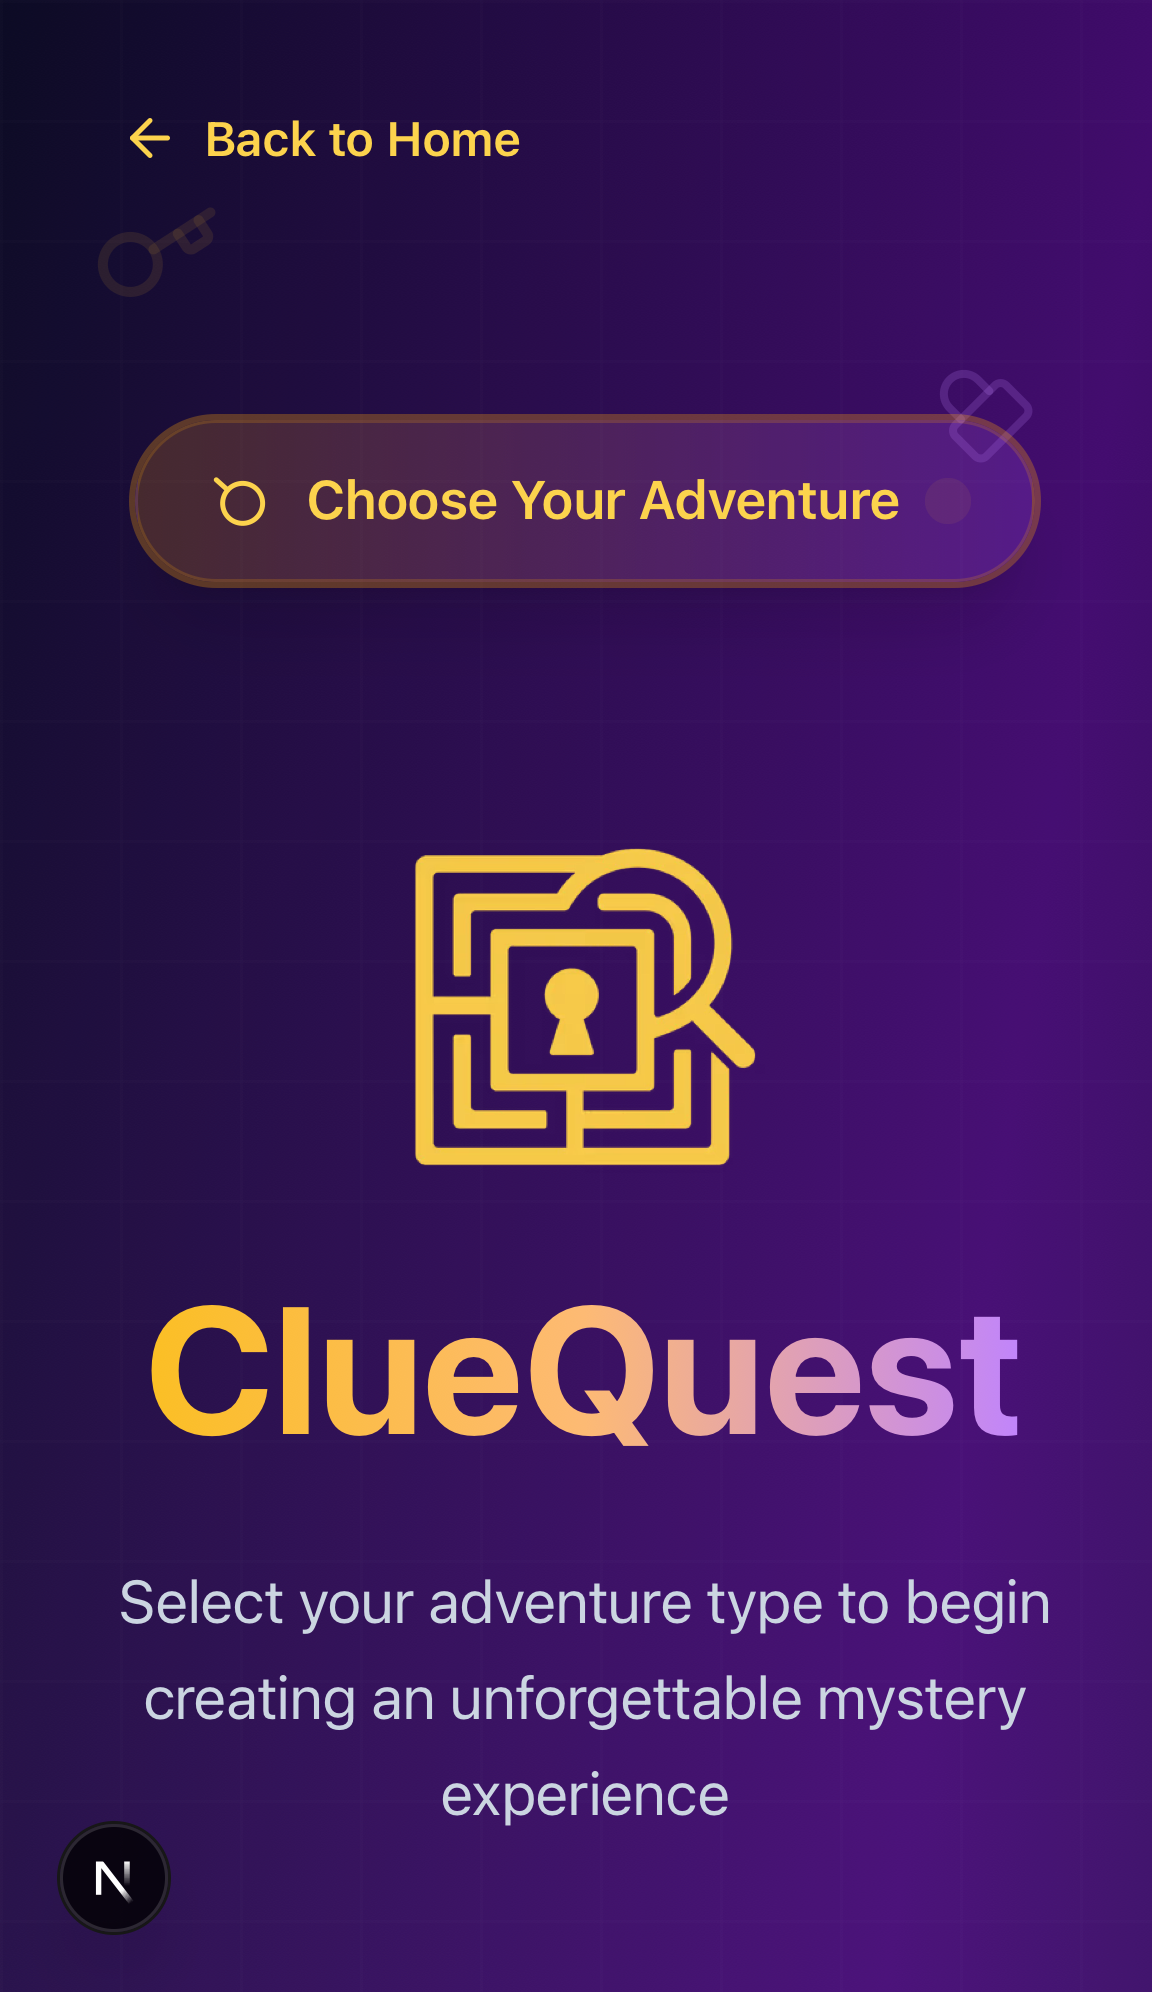 Back to Home
Choose Your Adventure
ClueQuest
Select your adventure type to begin
creating an unforgettable mystery
experience
N